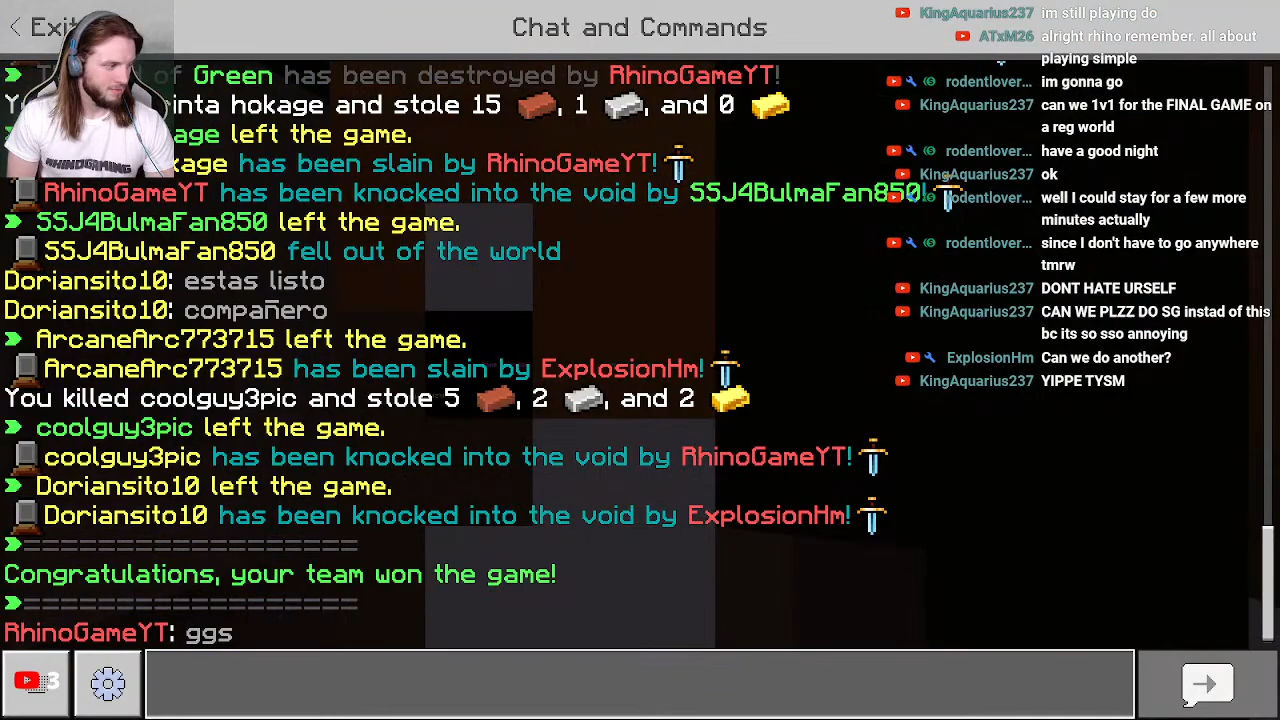 Exit
Chat and Commands
Green has been destroyed by RhinoGameYT!
inta hokage and stole 15, 1, and 0
age left the game.
kage has been slain by RhinoGameYT!
RhinoGameYT has been knocked into the void by SSJ4BulmaFan850!
SSJ4BulmaFan850 left the game.
SSJ4BulmaFan850 fell out of the world
Doriansito10: estas listo
Doriansito10: compañero
ArcaneArc773715 left the game.
ArcaneArc773715 has been slain by ExplosionHm!
You killed coolguy3pic and stole 5, 2, and 2
coolguy3pic left the game.
coolguy3pic has been knocked into the void by RhinoGameYT!
Doriansito10 left the game.
Doriansito10 has been knocked into the void by ExplosionHm!
Congratulations, your team won the game!
RhinoGameYT: ggs
3
RHINOGAMING
KingAquarius237 im still playing do
ATxM26 alright rhino remember. all about
playing simple
rodentlover... im gonna go
KingAquarius237 can we 1v1 for the FINAL GAME on
a reg world
rodentlover... have a good night
KingAquarius237 ok
rodentlover... well I could stay for a few more
minutes actually
rodentlover... since I don't have to go anywhere
tmrw
KingAquarius237 DONT HATE URSELF
KingAquarius237 CAN WE PLZZ DO SG instad of this
bc its so sso annoying
ExplosionHm Can we do another?
KingAquarius237 YIPPE TYSM